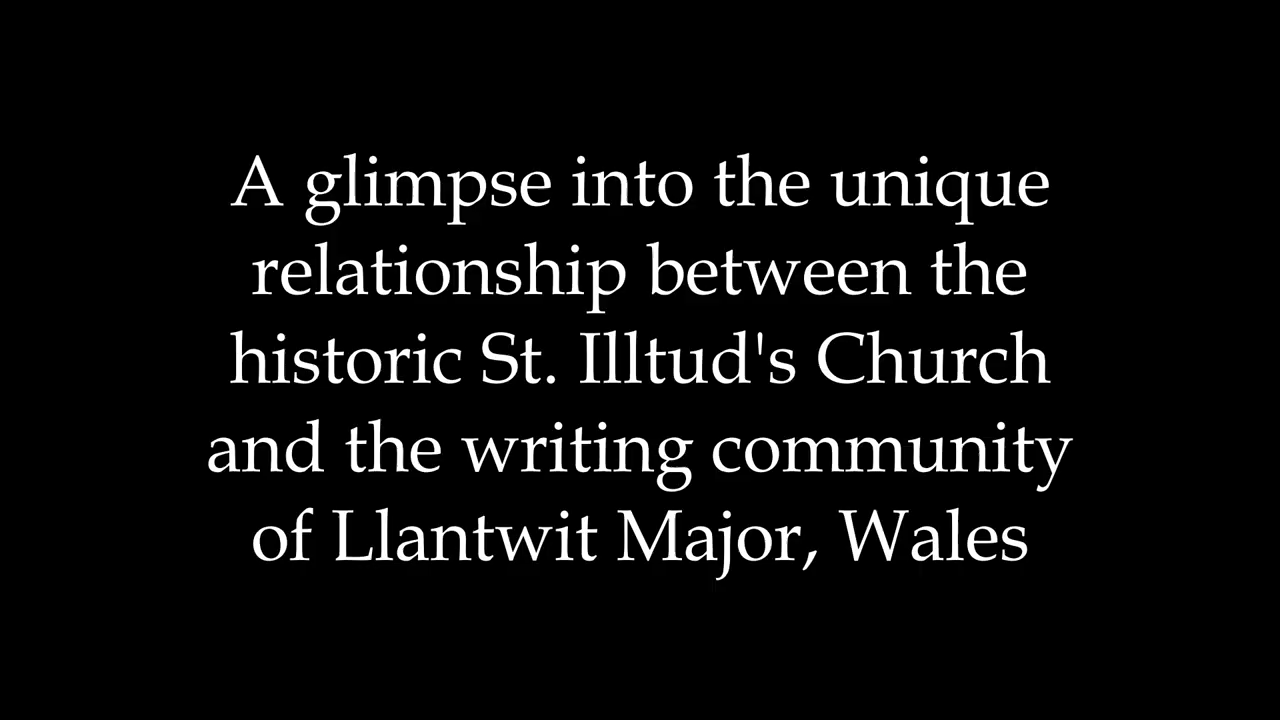 A glimpse into the unique
relationship between the
historic St. Illtud's Church
and the writing community
of Llantwit Major, Wales